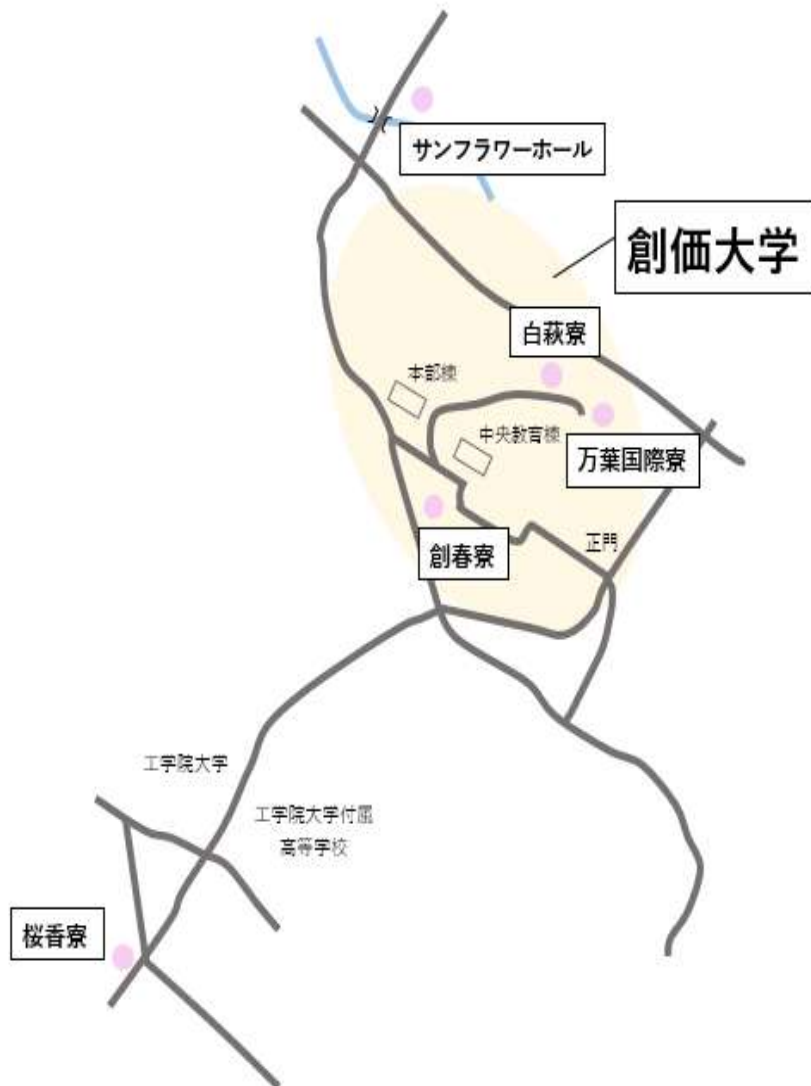 サンフラワーホール
創価大学
白萩寮
本部棟
中央教育棟
万葉国際寮
創春寮
正門
工学院大学
工学院大学付属
高等学校
桜香寮